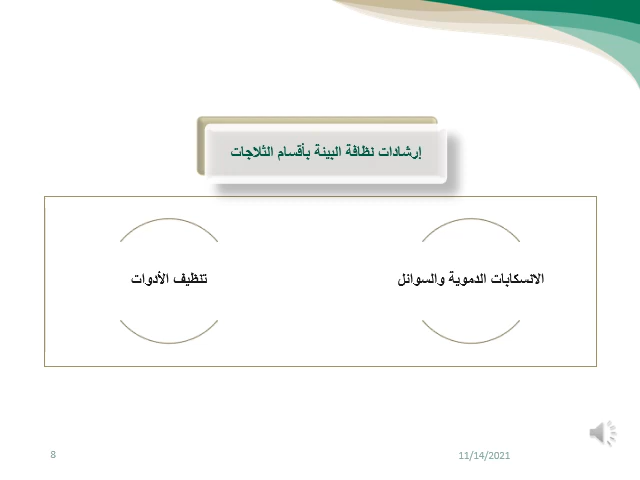 إرشادات نظافة البيئة بأقسام الثلاجات
الانسكابات الدموية والسوائل
تنظيف الأدوات
11/14/2021
8